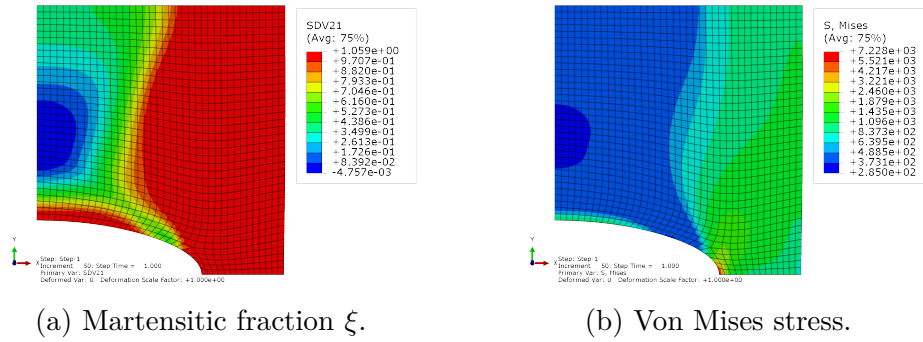 SDV21
(Avg: 75%)
+1.059e+00
+9.707e-01
+8.820e-01
+7.933e-01
+7.046e-01
+6.160e-01
+5.273e-01
+4.386e-01
+3.499e-01
+2.613e-01
+1.726e-01
+8.392e-02
-4.757e-03
Y
X
Step: Step-1
Increment 50: Step Time = 1.000
Primary Var: SDV21
Deformed Var: U Deformation Scale Factor: +1.000e+00
(a) Martensitic fraction ξ.
S, Mises
(Avg: 75%)
+7.228e+03
+5.521e+03
+4.217e+03
+3.221e+03
+2.460e+03
+1.879e+03
+1.435e+03
+1.096e+03
+8.373e+02
+6.395e+02
+4.885e+02
+3.731e+02
+2.850e+02
Y
X
Step: Step-1
Increment 50: Step Time = 1.000
Primary Var: S, Mises
Deformed Var: U Deformation Scale Factor: +1.000e+00
(b) Von Mises stress.